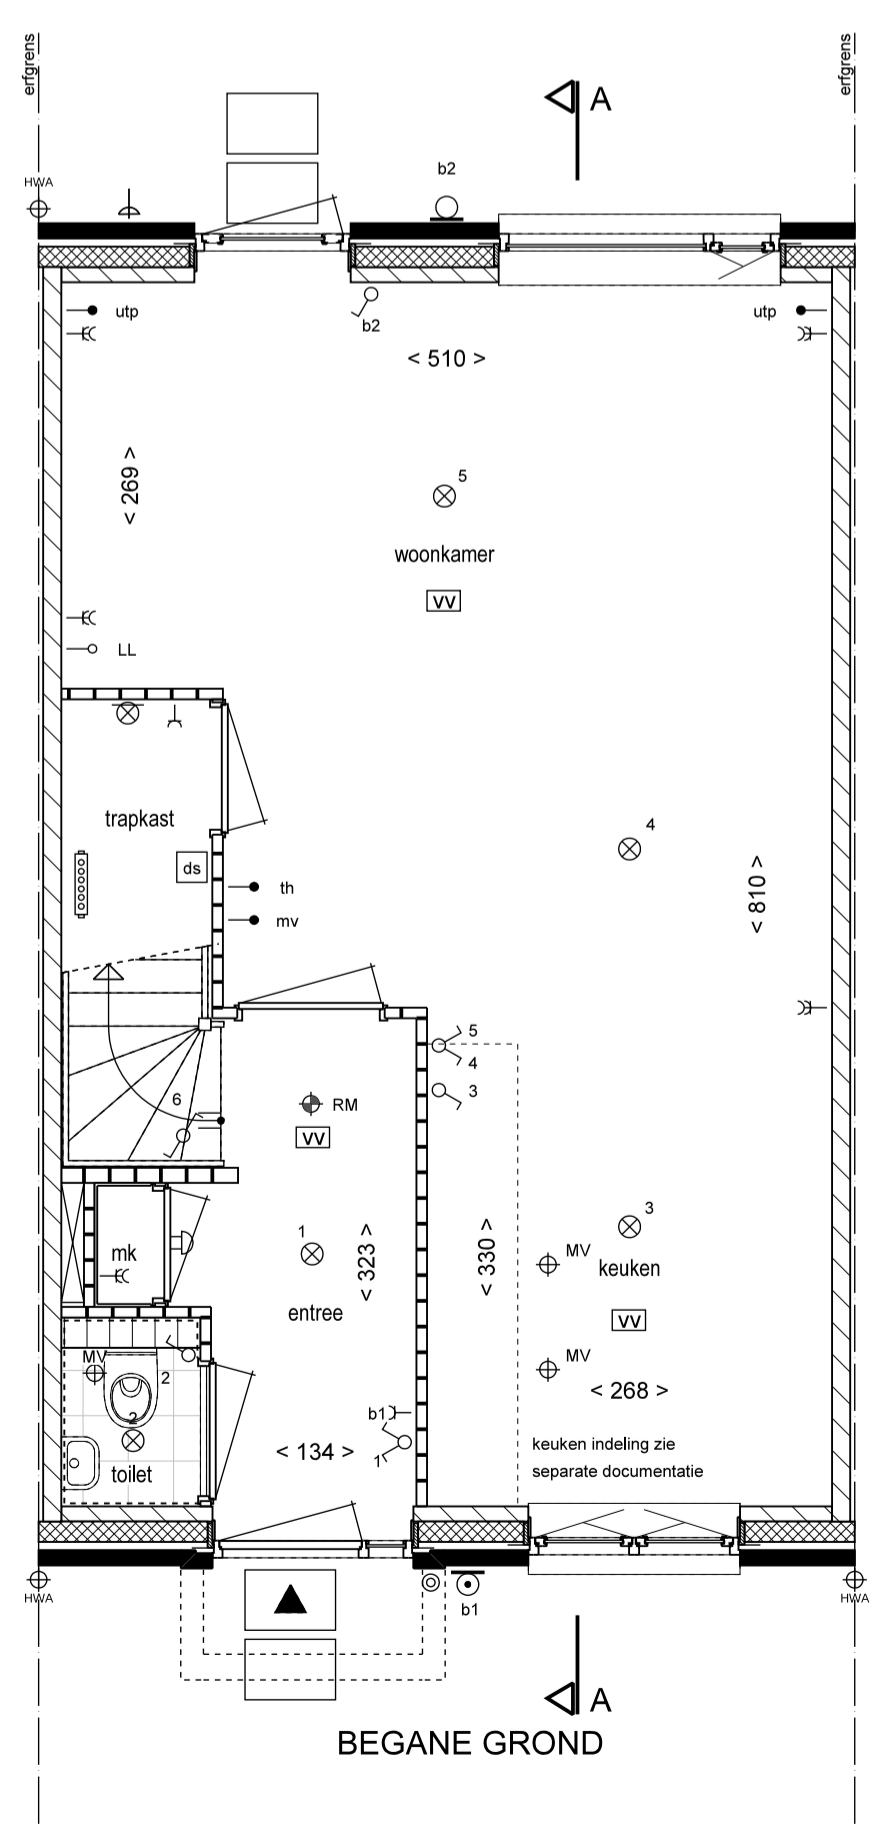 erfgrens
erfgrens
A
b2
HWA
utp
b2
utp
< 510 >
< 269 >
5
woonkamer
VV
LL
trapkast
4
ds
< 810 >
th
mv
5
4
3
6
RM
VV
1
3
MV
mk
< 323 >
< 330 >
keuken
entree
VV
MV
MV
2
< 268 >
b1
2
1
< 134 >
keuken indeling zie
separate documentatie
toilet
HWA
b1
HWA
A
BEGANE GROND